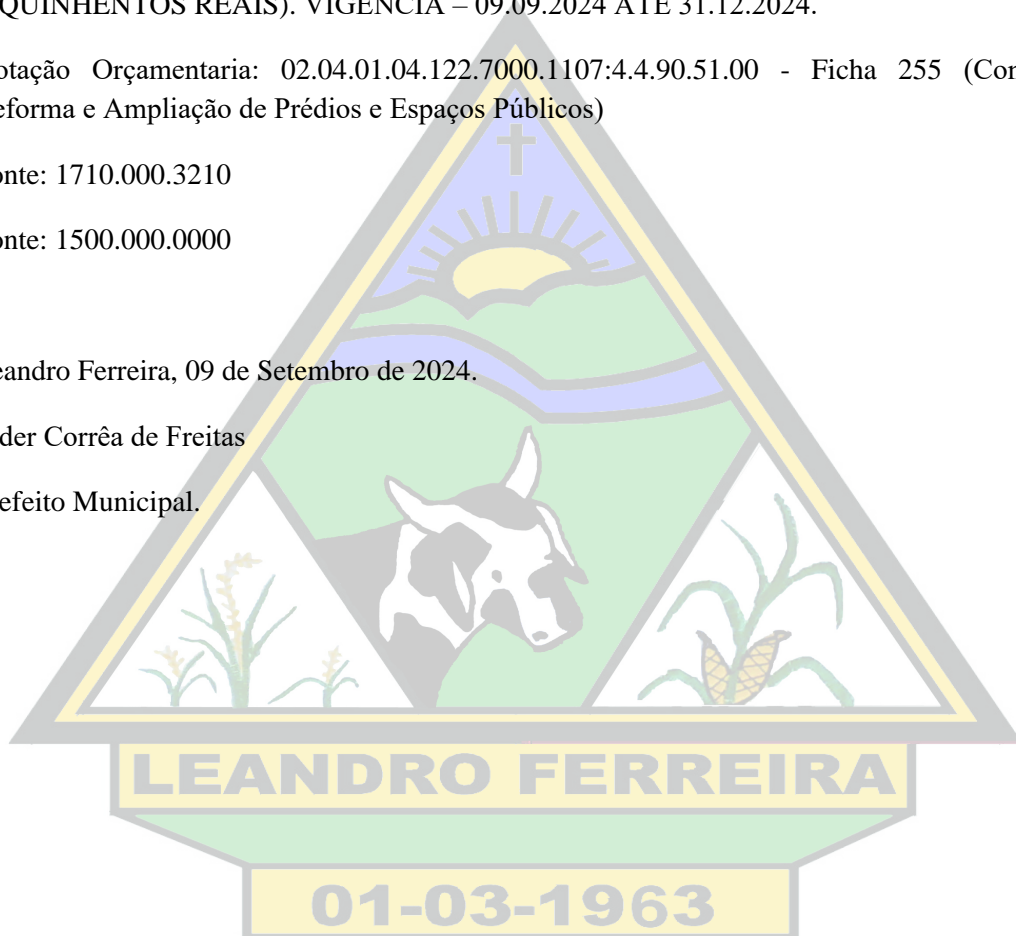 QUINHENTOS REAIS). VIGÊNCIA – 09.09.2024 ATÉ 31.12.2024.
otação Orçamentaria: 02.04.01.04.122.7000.1107:4.4.90.51.00 - Ficha 255 (Con
eforma e Ampliação de Prédios e Espaços Públicos)
onte: 1710.000.3210
onte: 1500.000.0000
eandro Ferreira, 09 de Setembro de 2024.
der Corrêa de Freitas
efeito Municipal.
LEANDRO FERREIRA
01-03-1963